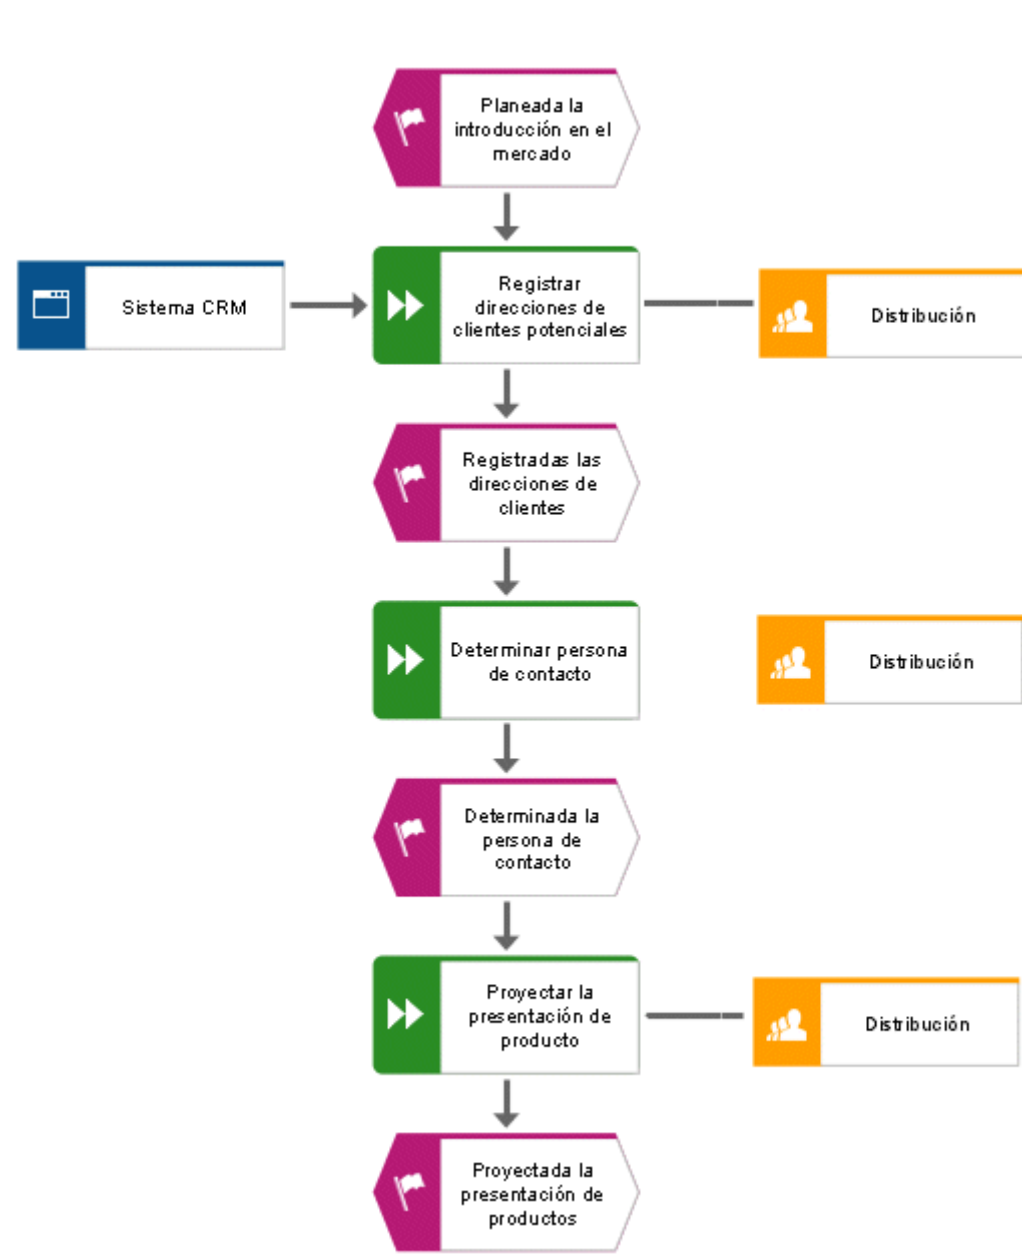 Planeada la
introducción en el
mercado
Sistema CRM
Registrar
direcciones de
clientes potenciales
Distribución
Registradas las
direcciones de
clientes
Determinar persona
de contacto
Distribución
Determinada la
persona de
contacto
Proyectar la
presentación de
producto
Distribución
Proyectada la
presentación de
productos